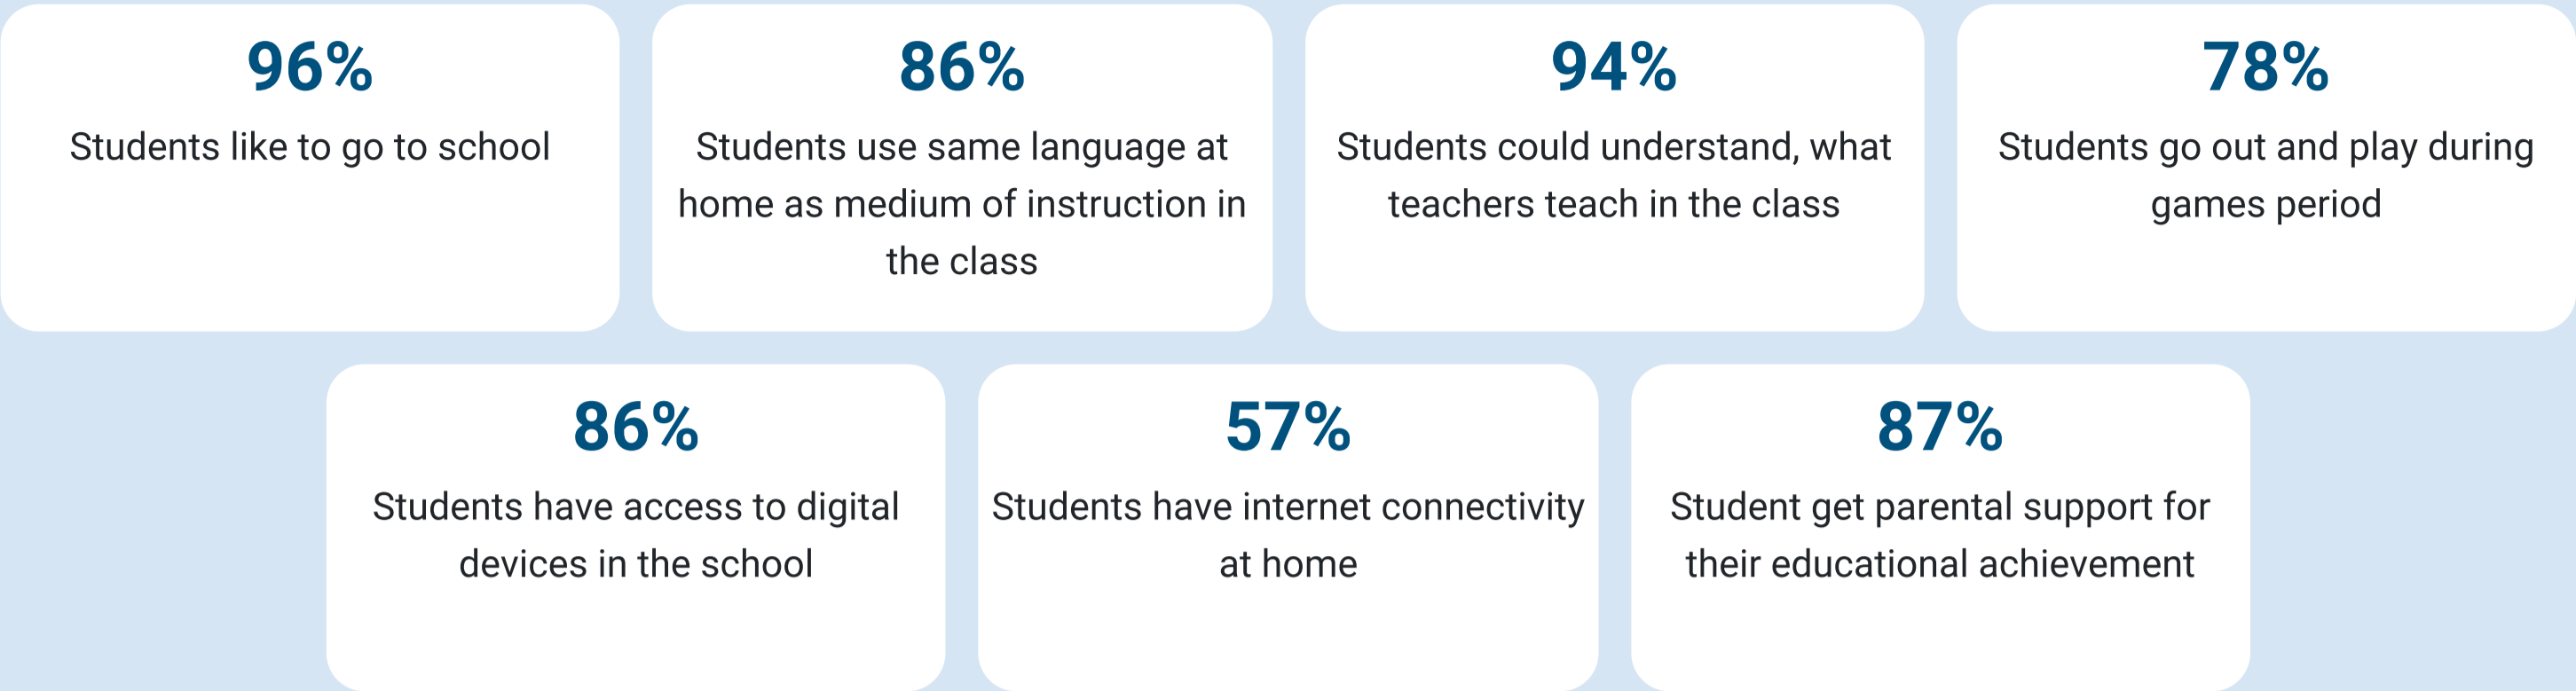 96%
Students like to go to school
86%
Students use same language at
home as medium of instruction in
the class
94%
Students could understand, what
teachers teach in the class
78%
Students go out and play during
games period
86%
Students have access to digital
devices in the school
57%
Students have internet connectivity
at home
87%
Student get parental support for
their educational achievement